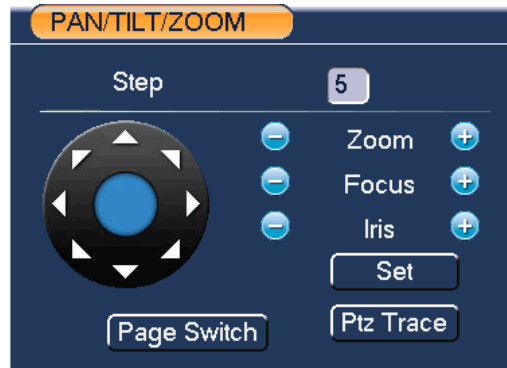 PAN/TILT/ZOOM
Step 5
Zoom
Focus
Iris
Set
Page Switch
Ptz Trace